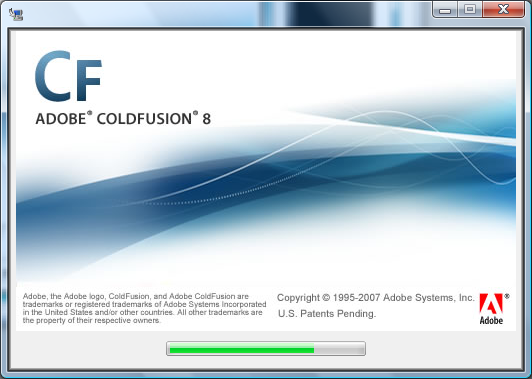 CF
ADOBE® COLDFUSION® 8
Adobe, the Adobe logo, ColdFusion, and Adobe ColdFusion are
trademarks or registered trademarks of Adobe Systems Incorporated
in the United States and/or other countries. All other trademarks are
the property of their respective owners.
Copyright © 1995-2007 Adobe Systems, Inc.
U.S. Patents Pending.
®
Adobe